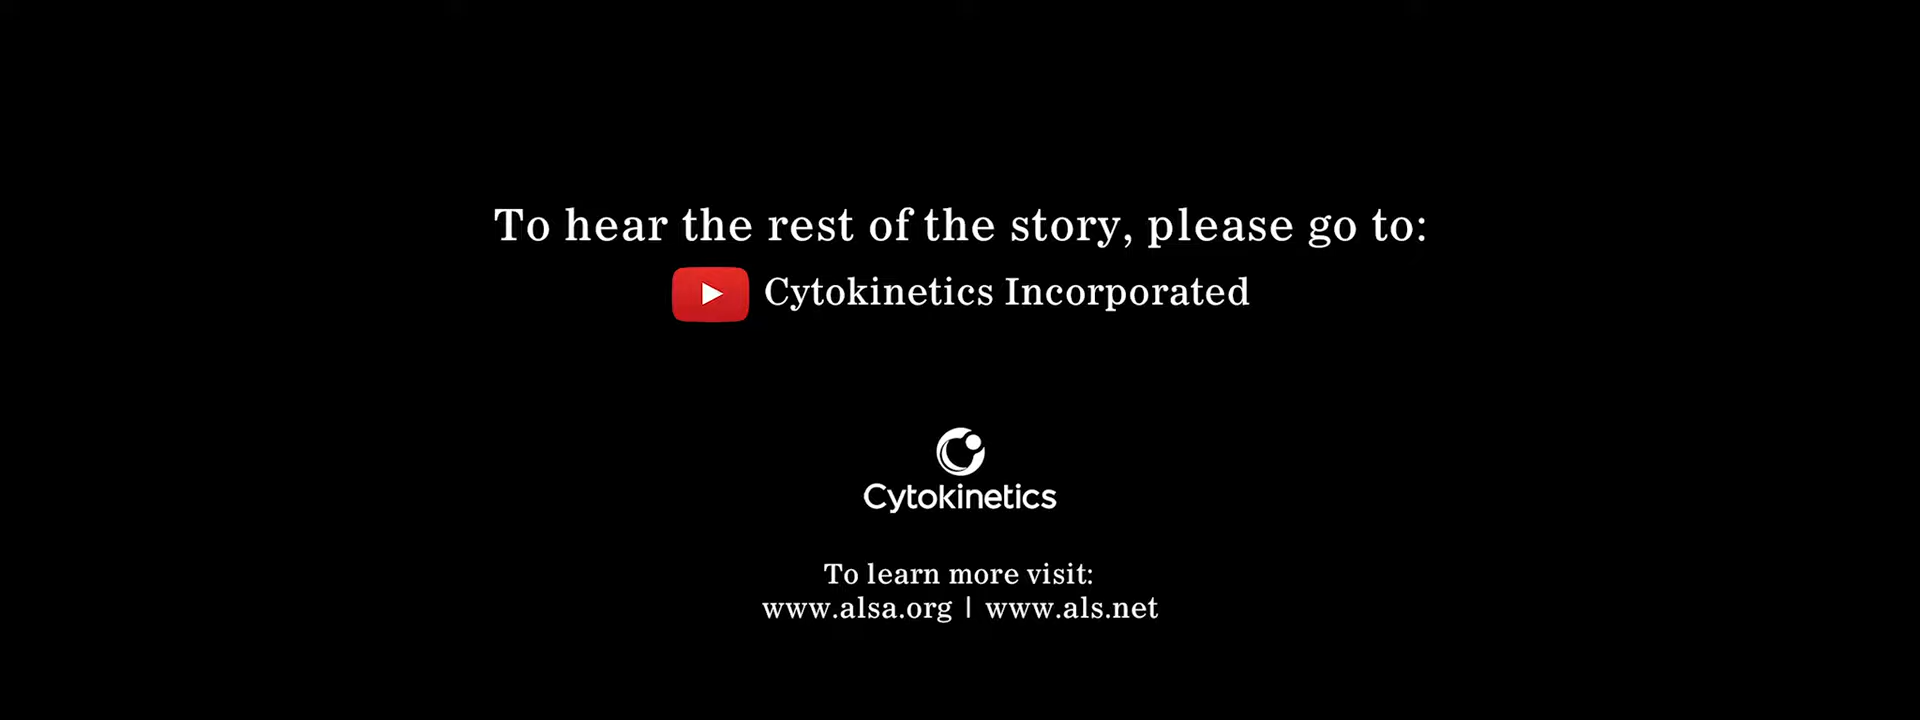 To hear the rest of the story, please go to:
Cytokinetics Incorporated
Cytokinetics
To learn more visit:
www.alsa.org | www.als.net